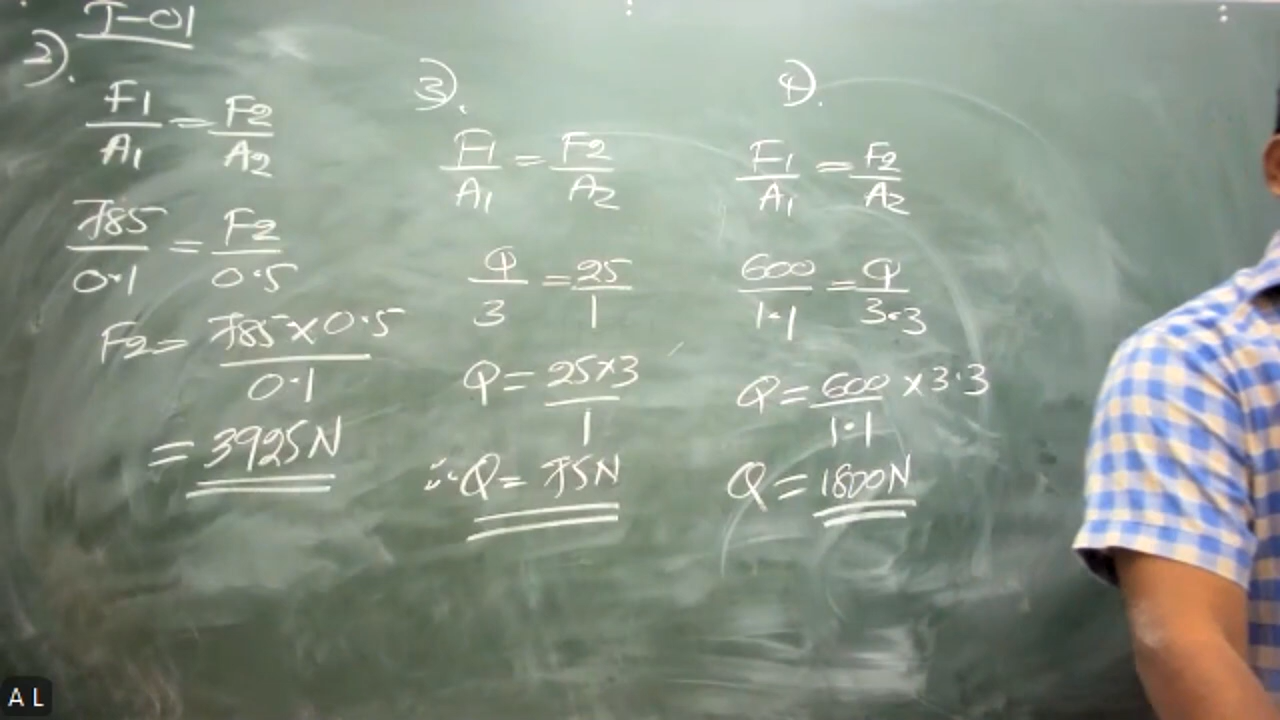 T-01
2).
F1/A1 = F2/A2
785/0.1 = F2/0.5
F2 = 785×0.5/0.1
= 3925N
3).
F1/A1 = F2/A2
Q/3 = 25/1
Q = 25×3/1
∴ Q = 75N
4).
F1/A1 = F2/A2
600/1.1 = Q/3.3
Q = 600/1.1 × 3.3
Q = 1800N
A L